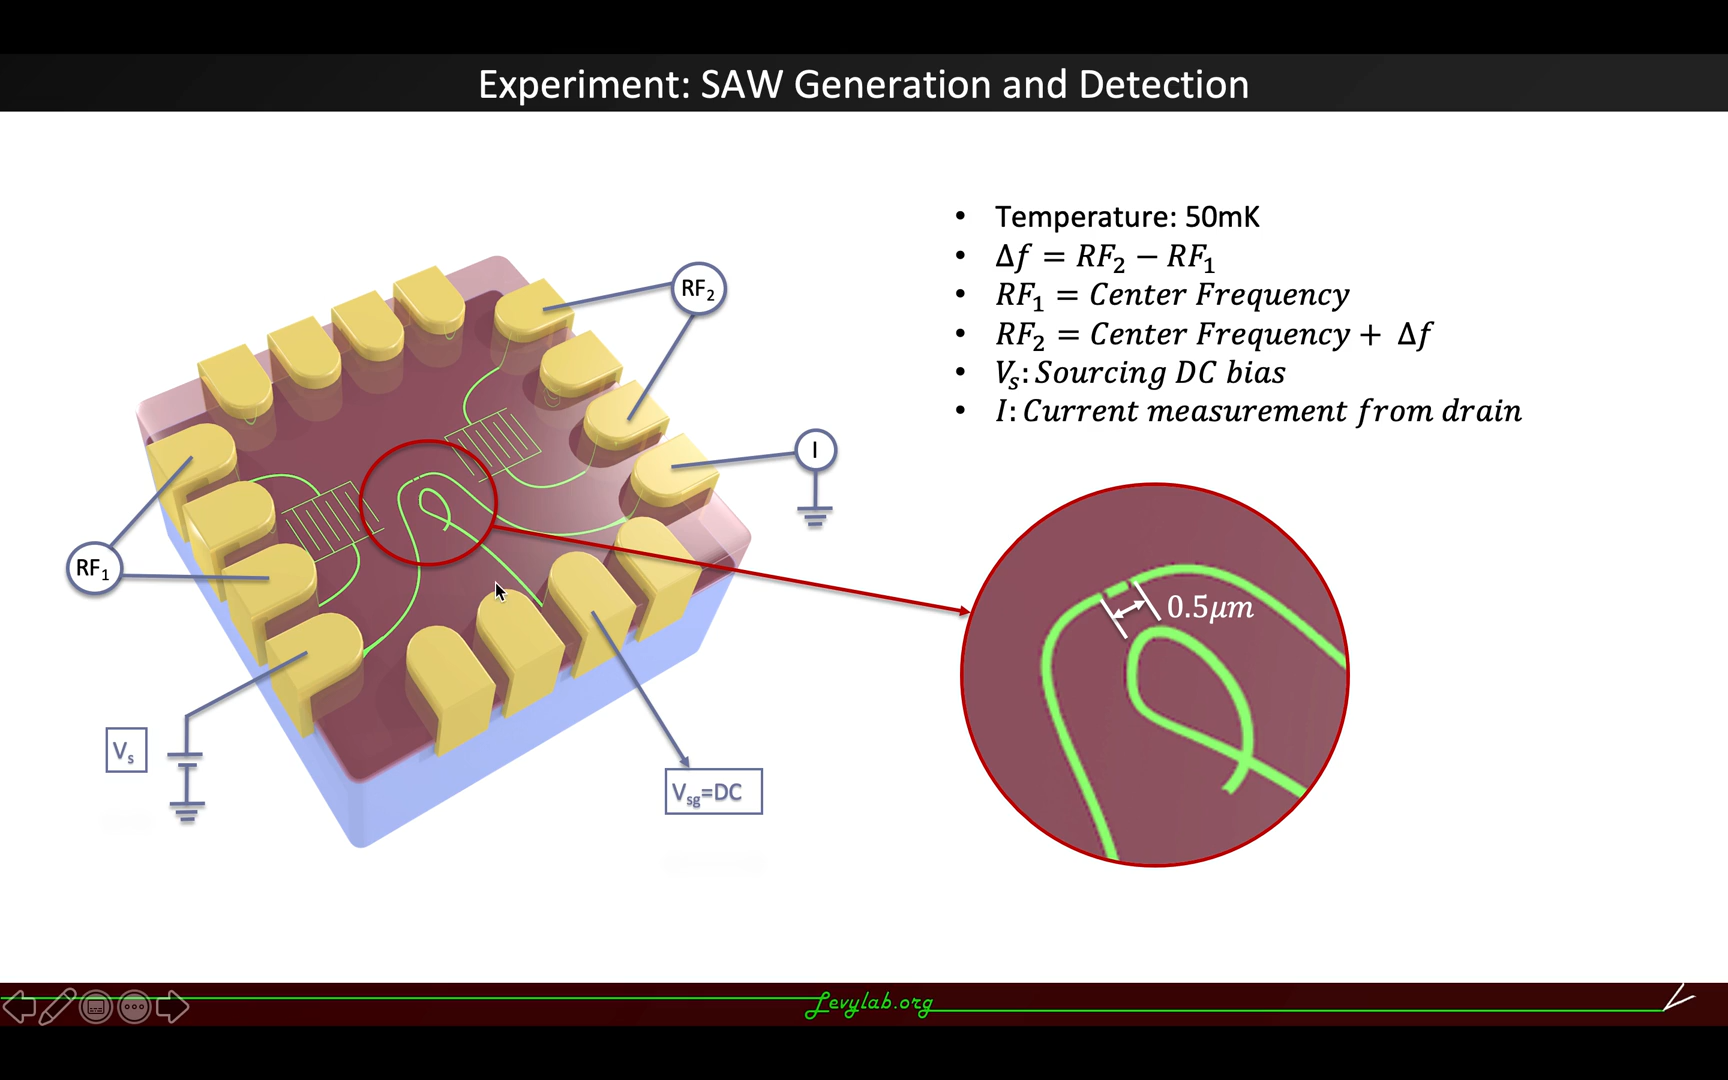 Experiment: SAW Generation and Detection
• Temperature: 50mK
• Δf = RF₂ − RF₁
• RF₁ = Center Frequency
• RF₂ = Center Frequency + Δf
• Vₛ: Sourcing DC bias
• I: Current measurement from drain
RF₂
I
RF₁
0.5μm
Vₛ
V_sg=DC
Levylab.org